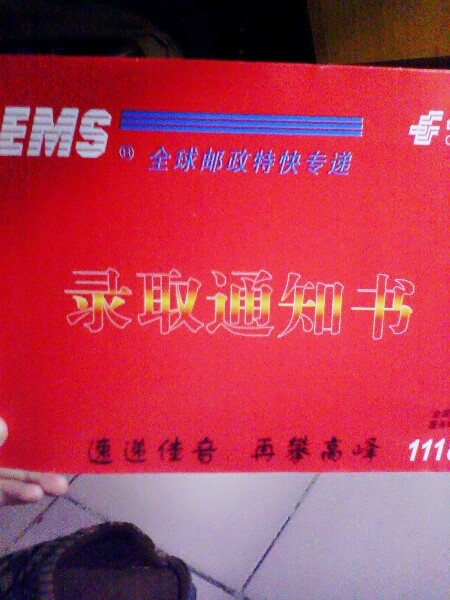 EMS ®
全球邮政特快专递
录取通知书
速递佳音 再攀高峰